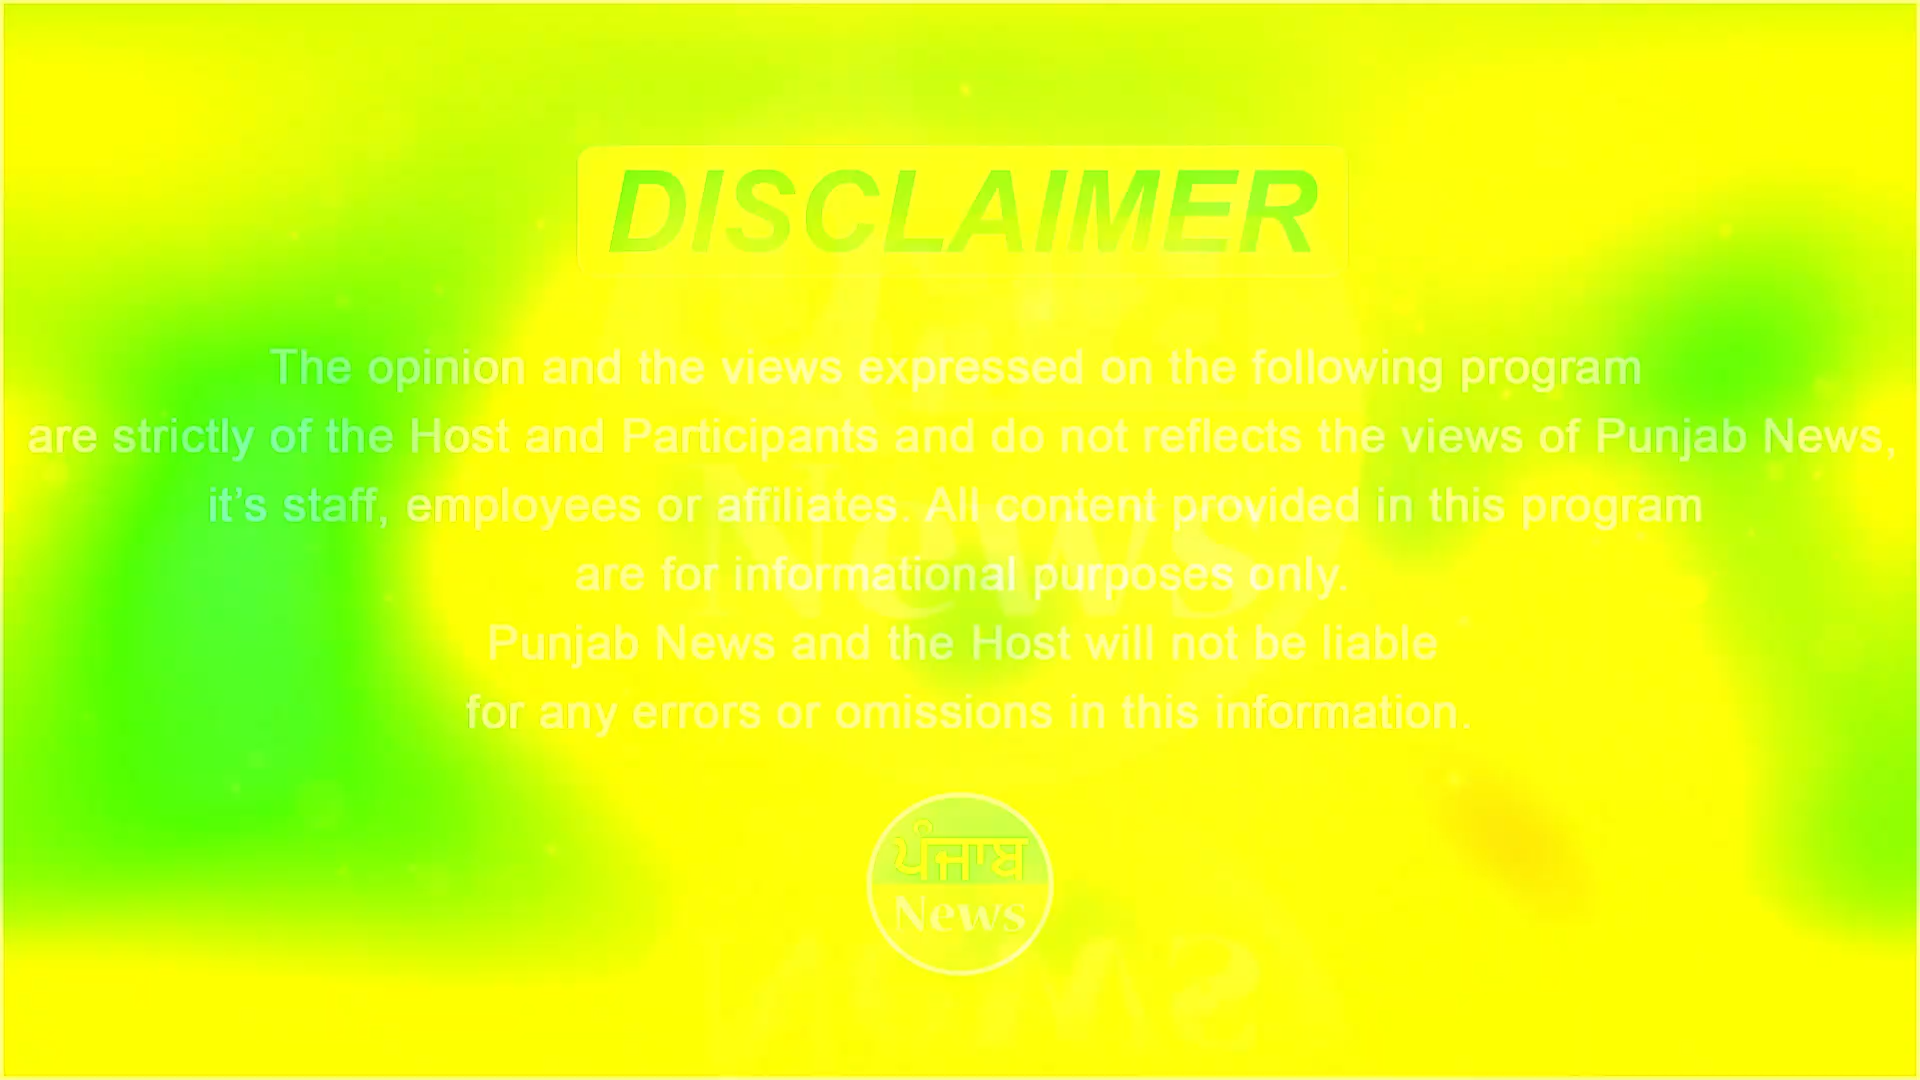 DISCLAIMER
The opinion and the views expressed on the following program
are strictly of the Host and Participants and do not reflects the views of Punjab News,
it’s staff, employees or affiliates. All content provided in this program
are for informational purposes only.
Punjab News and the Host will not be liable
for any errors or omissions in this information.
ਪੰਜਾਬ
News
News
News